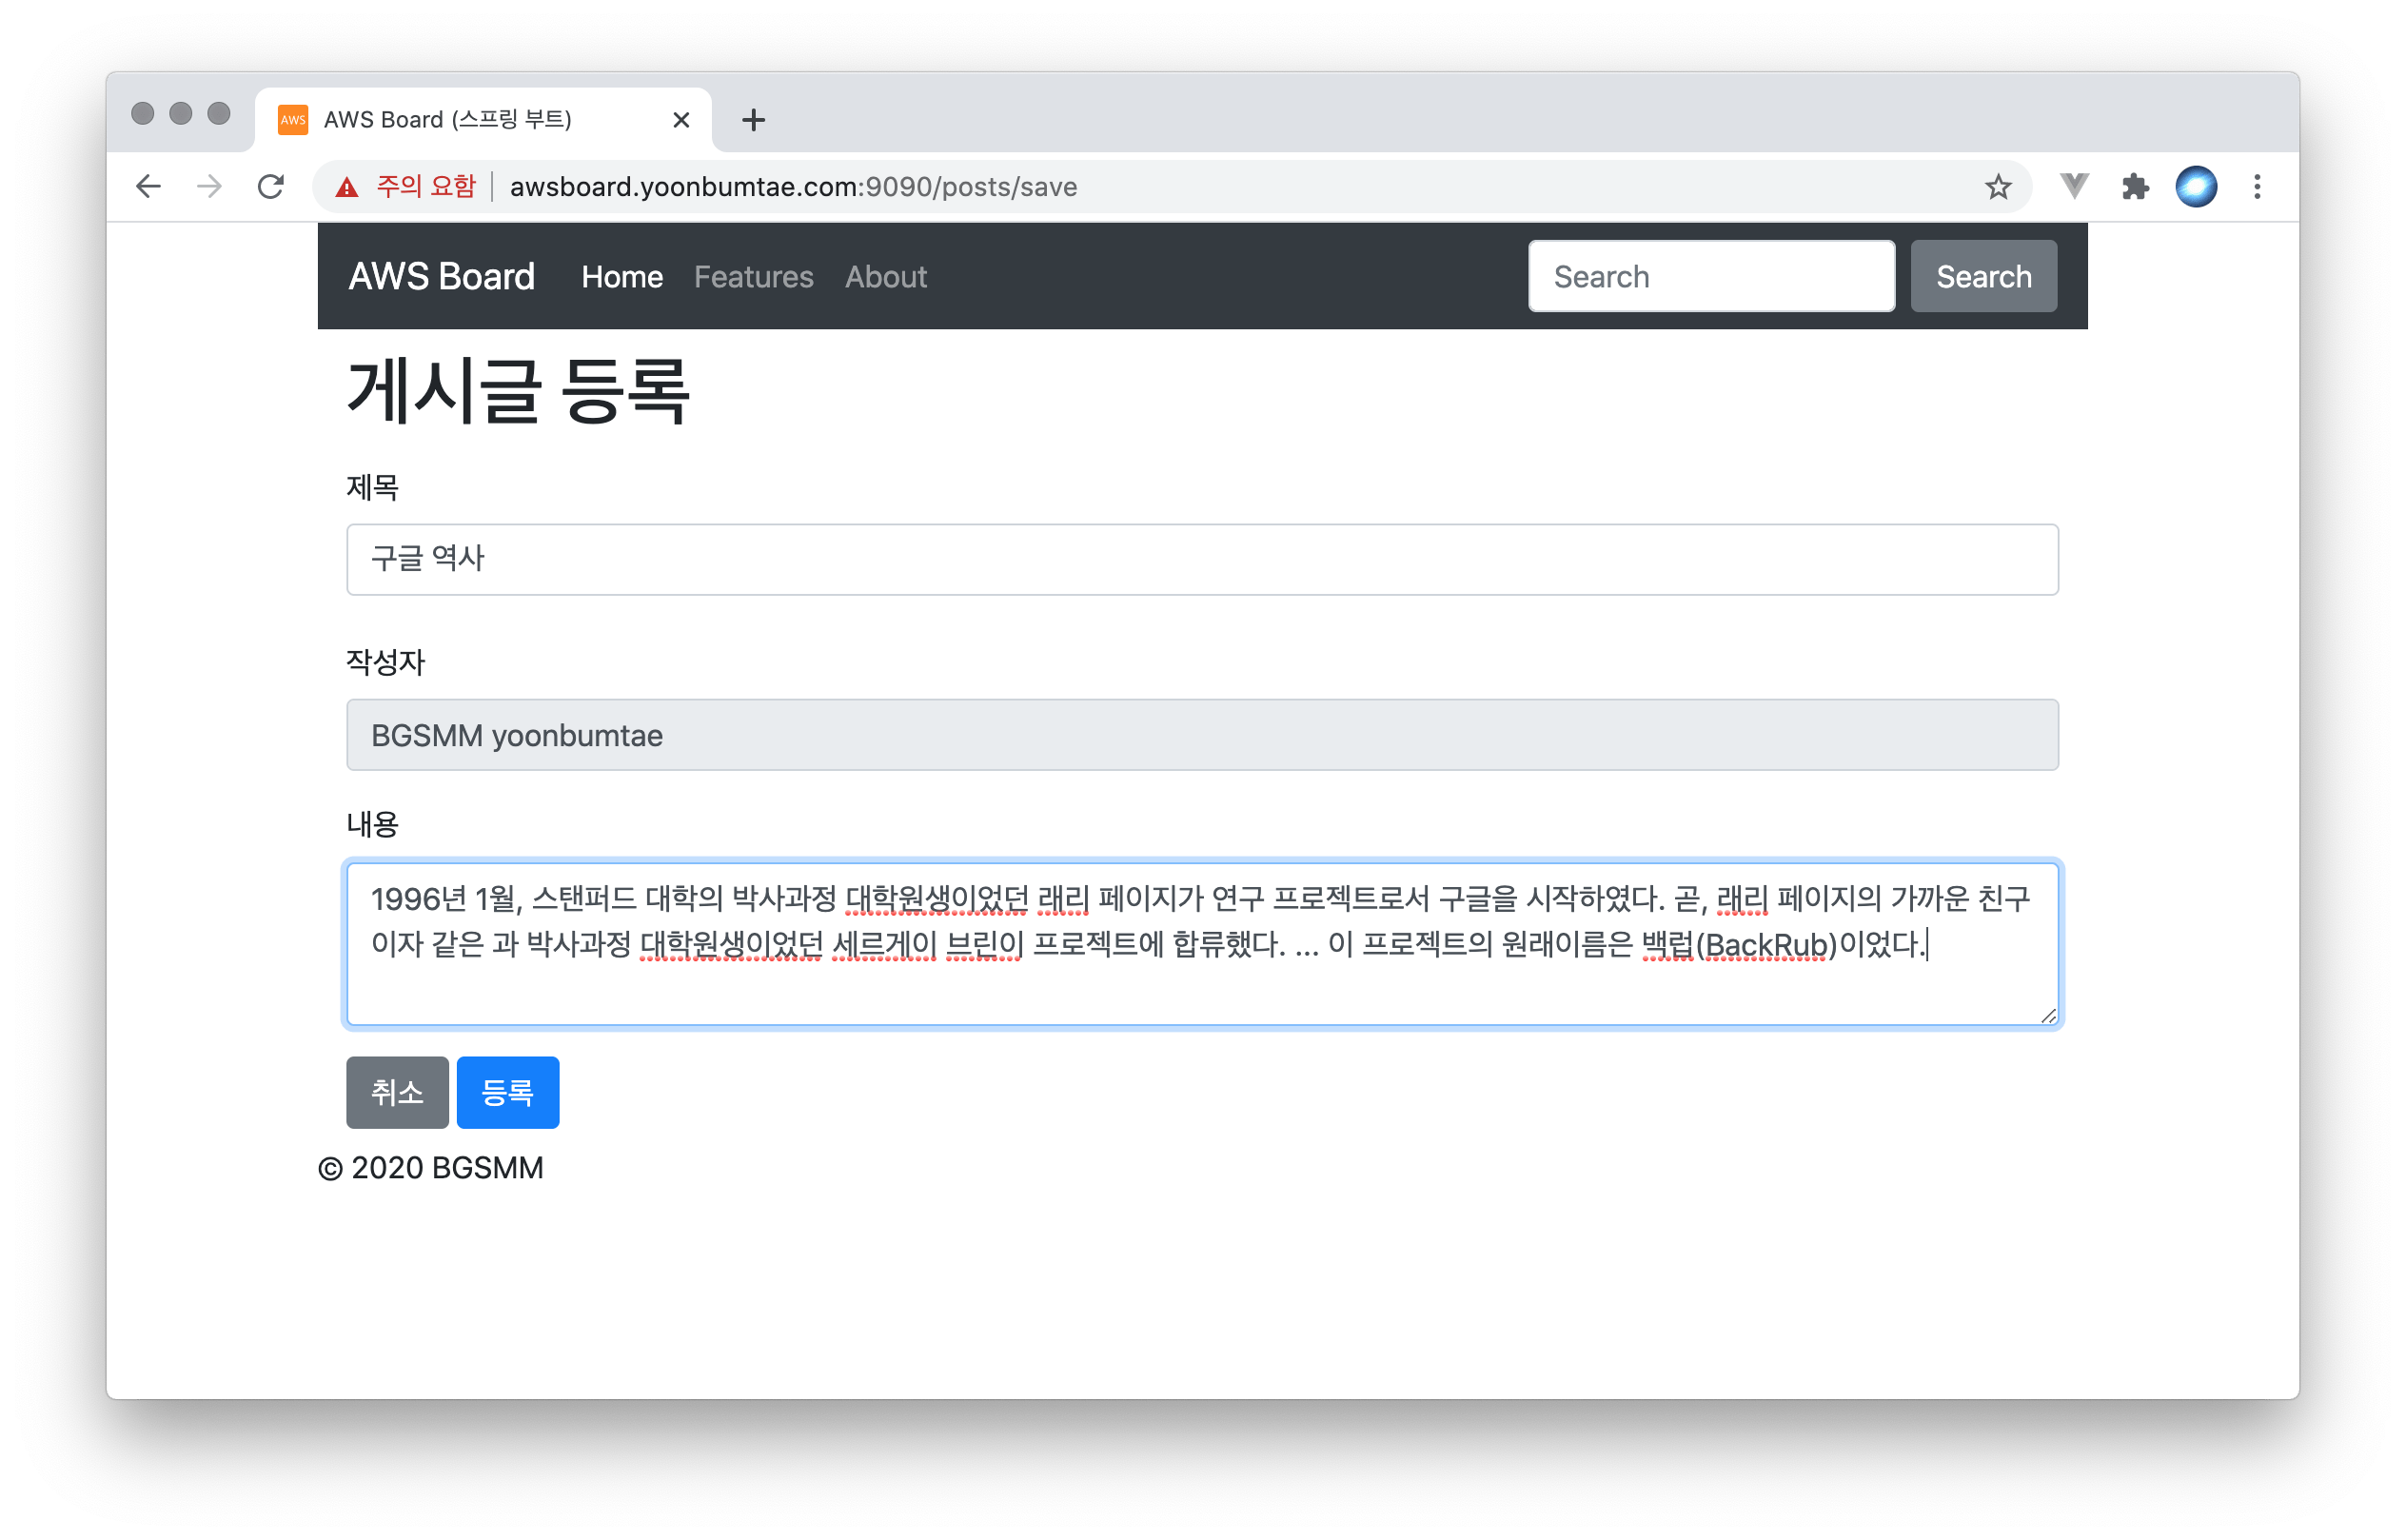 AWS AWS Board (스프링 부트)
주의 요함 awsboard.yoonbumtae.com:9090/posts/save
AWS Board Home Features About Search Search
게시글 등록
제목
구글 역사
작성자
BGSMM yoonbumtae
내용
1996년 1월, 스탠퍼드 대학의 박사과정 대학원생이었던 래리 페이지가 연구 프로젝트로서 구글을 시작하였다. 곧, 래리 페이지의 가까운 친구
이자 같은 과 박사과정 대학원생이었던 세르게이 브린이 프로젝트에 합류했다. ... 이 프로젝트의 원래이름은 백럽(BackRub)이었다.
취소 등록
© 2020 BGSMM